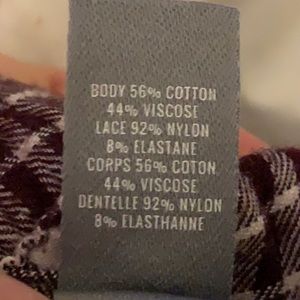 BODY 56% COTTON
44% VISCOSE
LACE 92% NYLON
8% ELASTANE
CORPS 56% COTON
44% VISCOSE
DENTELLE 92% NYLON
8% ELASTHANNE